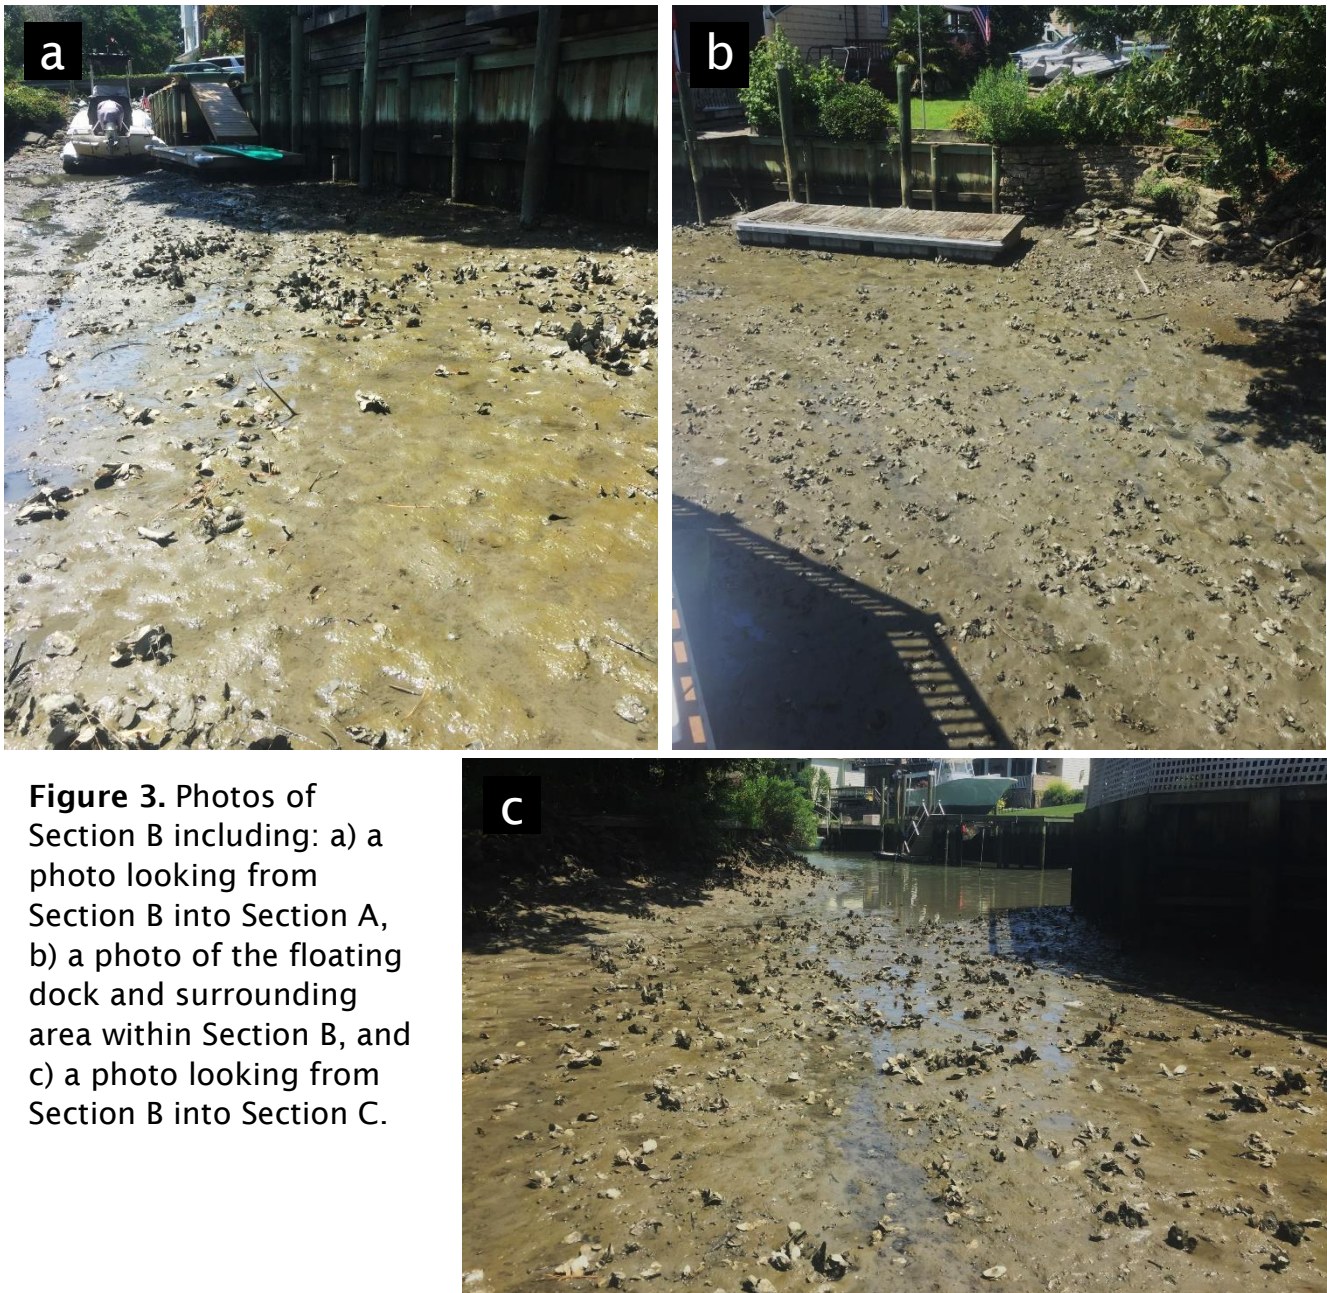 a
b
Figure 3. Photos of
Section B including: a) a
photo looking from
Section B into Section A,
b) a photo of the floating
dock and surrounding
area within Section B, and
c) a photo looking from
Section B into Section C.
c